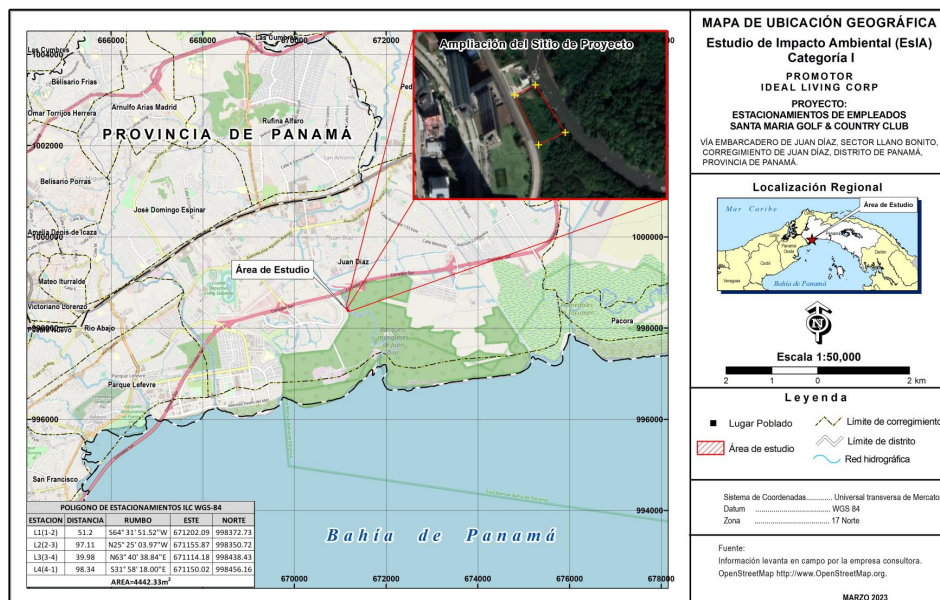 MAPA DE UBICACIÓN GEOGRÁFICA
Estudio de Impacto Ambiental (EsIA)
Categoría I
PROMOTOR
IDEAL LIVING CORP
PROYECTO:
ESTACIONAMIENTOS DE EMPLEADOS
SANTA MARIA GOLF & COUNTRY CLUB
VÍA EMBARCADERO DE JUAN DÍAZ, SECTOR LLANO BONITO,
CORREGIMIENTO DE JUAN DÍAZ, DISTRITO DE PANAMÁ,
PROVINCIA DE PANAMÁ.
Localización Regional
Mar Caribe
Área de Estudio
Colón
Panamá
Panamá
Oeste
Coclé
Darién
Veraguas
Bahía de Panamá
N
Escala 1:50,000
2 1 0 2 km
Leyenda
Lugar Poblado
Límite de corregimiento
Área de estudio
Límite de distrito
Red hidrográfica
Sistema de Coordenadas............ Universal transversa de Mercator
Datum ........................... WGS 84
Zona ........................... 17 Norte
Fuente:
Información levanta en campo por la empresa consultora.
OpenStreetMap http://www.OpenStreetMap.org.
MARZO 2023
666000 668000 670000 672000
1004000
1002000
1000000
998000
996000
994000
670000 672000 674000 676000 678000
Ampliación del Sitio de Proyecto
Las Cumbres
Las Cumbres
Belisario Frias
Arnulfo Arias Madrid
Omar Torrijos Herrera
Rufina Alfaro
PROVINCIA DE PANAMÁ
Belisario Porras
José Domingo Espinar
Amelia Denis de Icaza
Mateo Iturralde
Victoriano Lorenzo
Rio Abajo
Juan Díaz
Área de Estudio
Pacora
Parque Lefevre
San Francisco
Bahía de Panamá
POLIGONO DE ESTACIONAMIENTOS ILC WGS-84
ESTACION DISTANCIA RUMBO ESTE NORTE
L1(1-2) 51.2 S64° 31' 51.52"W 671202.09 998372.73
L2(2-3) 97.11 N25° 25' 03.97"W 671155.87 998350.72
L3(3-4) 39.98 N63° 40' 38.84"E 671114.18 998438.43
L4(4-1) 98.34 S31° 58' 18.00"E 671150.02 998456.16
AREA=4442.33m²